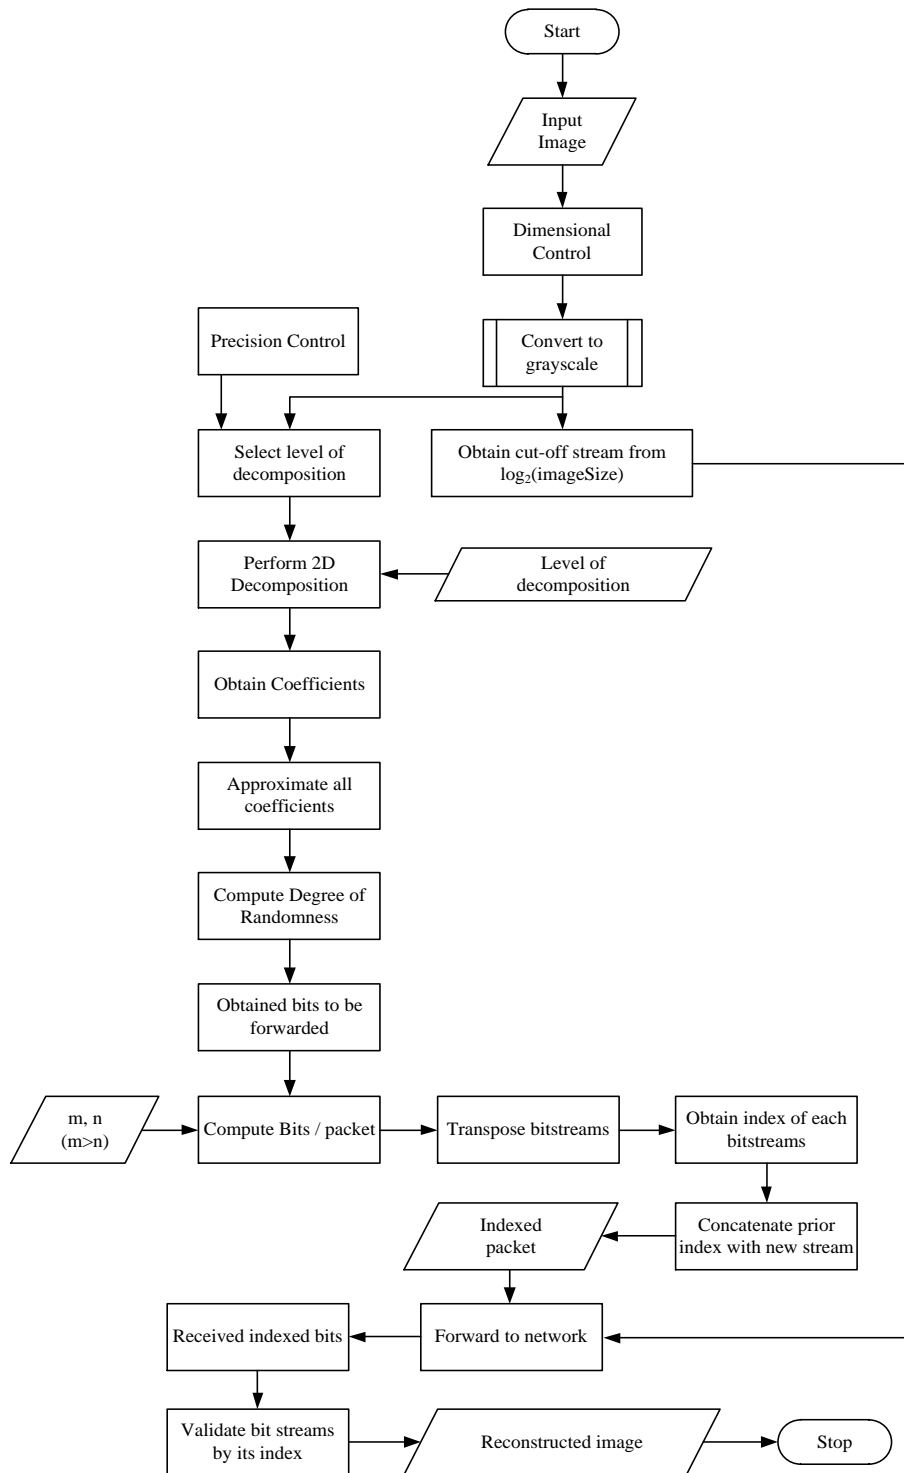 Start
Input
Image
Dimensional
Control
Precision Control
Convert to
grayscale
Select level of
decomposition
Obtain cut-off stream from
log₂(imageSize)
Perform 2D
Decomposition
Level of
decomposition
Obtain Coefficients
Approximate all
coefficients
Compute Degree of
Randomness
Obtained bits to be
forwarded
m, n
(m>n)
Compute Bits / packet
Transpose bitstreams
Obtain index of each
bitstreams
Indexed
packet
Concatenate prior
index with new stream
Received indexed bits
Forward to network
Validate bit streams
by its index
Reconstructed image
Stop